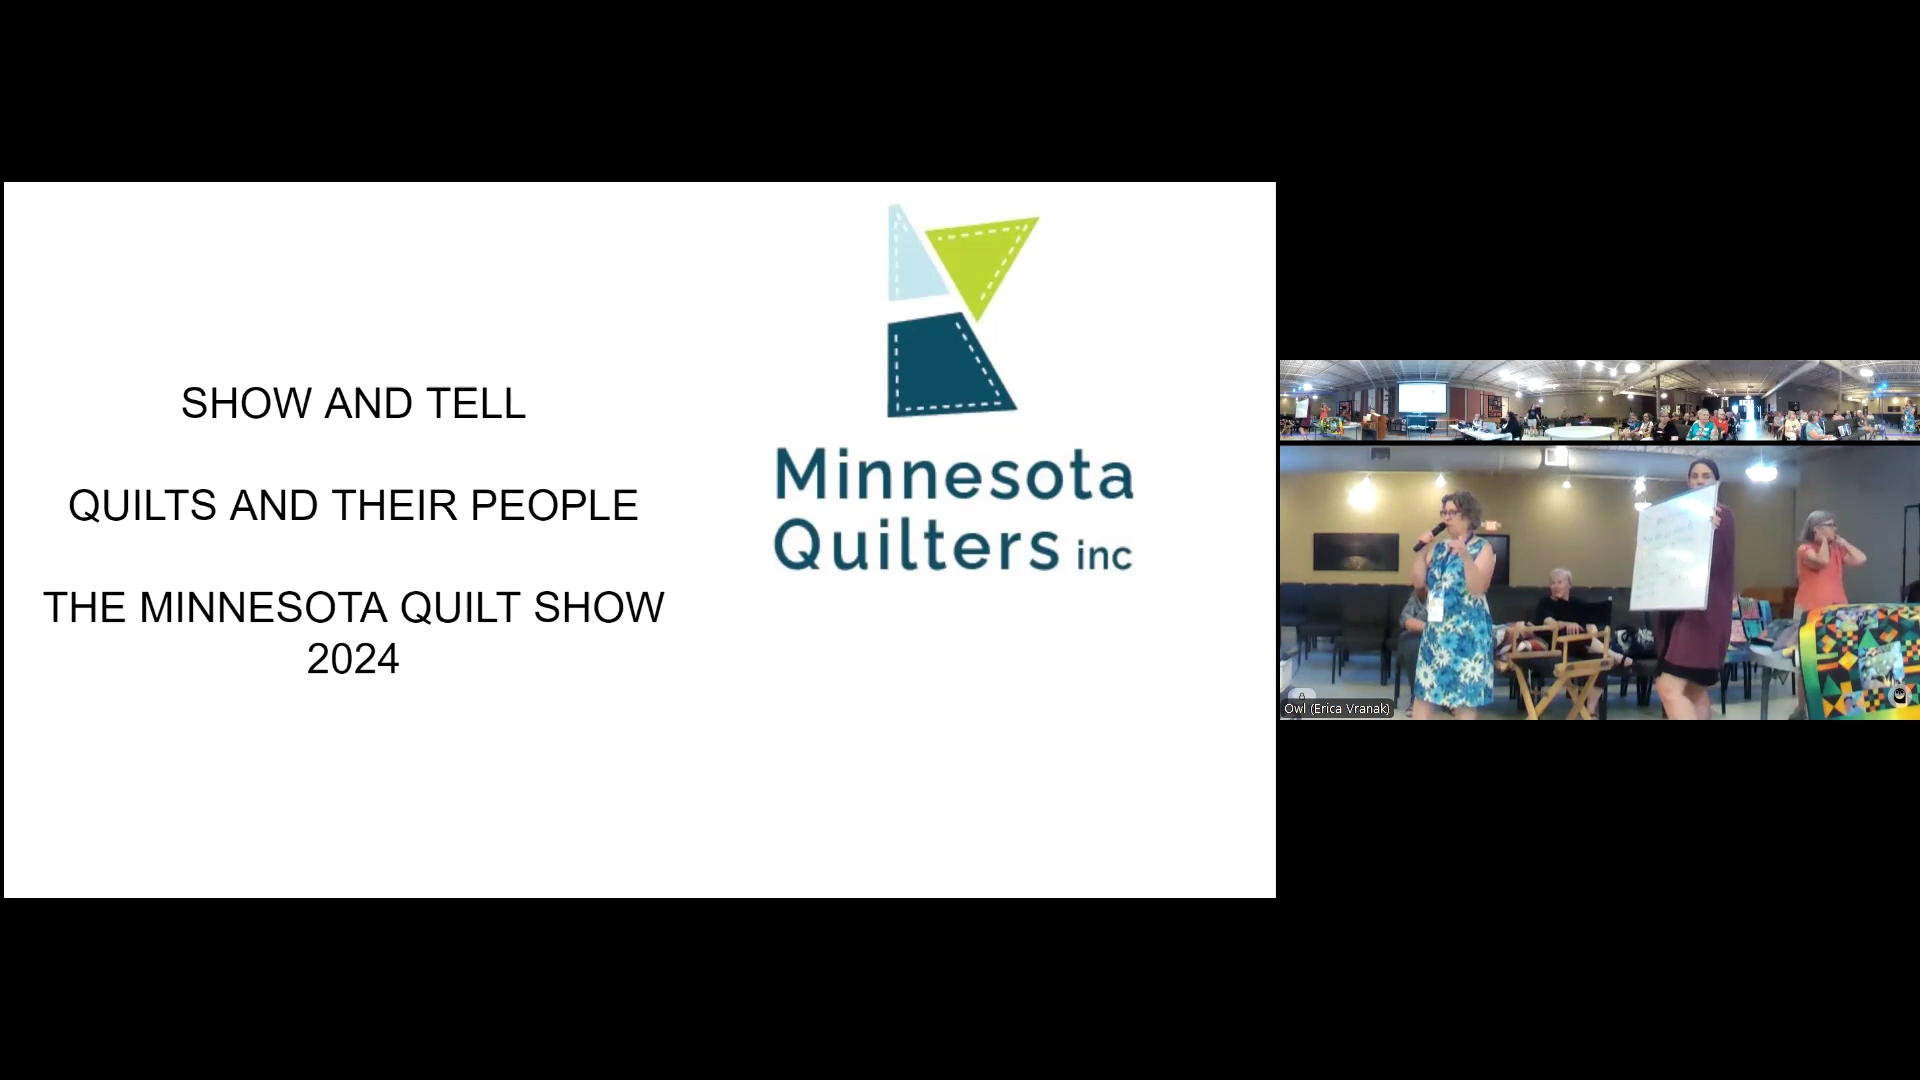 SHOW AND TELL
QUILTS AND THEIR PEOPLE
THE MINNESOTA QUILT SHOW
2024
Minnesota
Quilters inc
Owl (Erica Vranak)